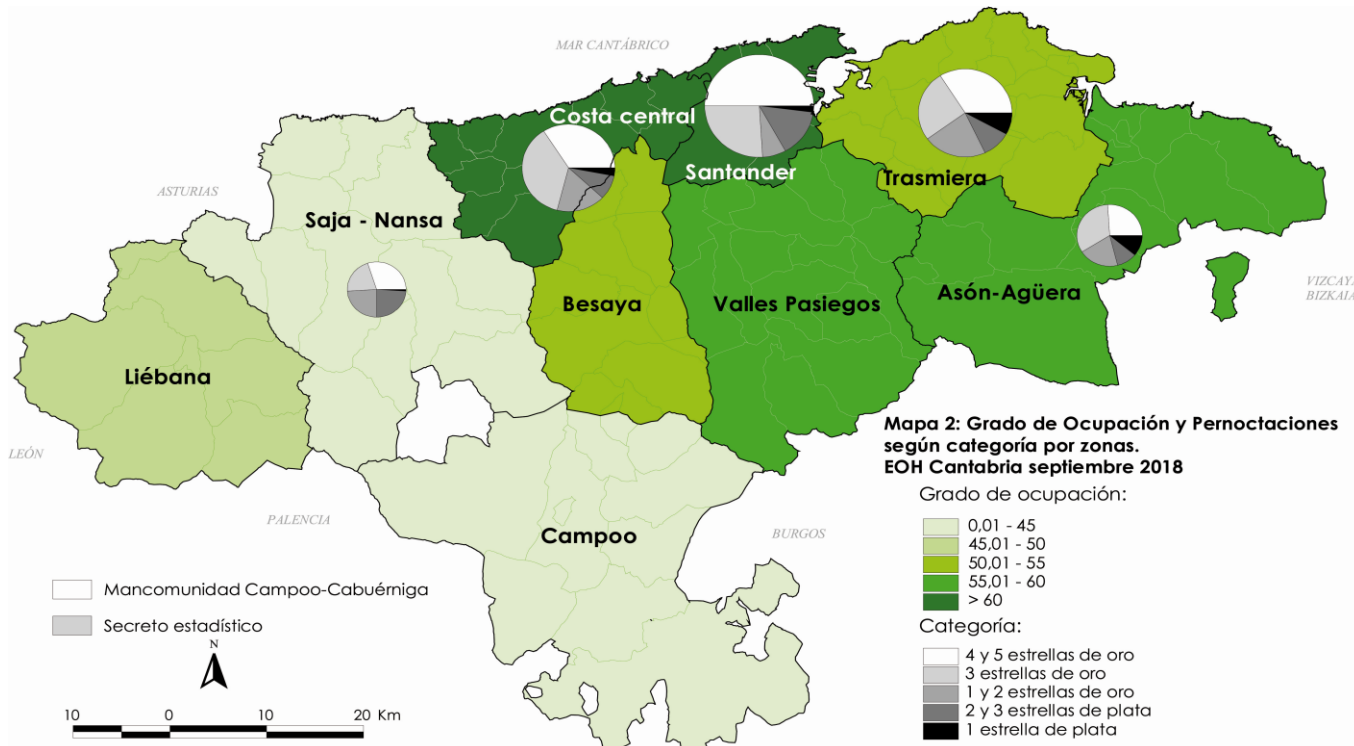 MAR CANTÁBRICO
Costa central
Santander
Trasmiera
ASTURIAS
Saja - Nansa
Besaya
Valles Pasiegos
Asón-Agüera
VIZCAYA
BIZKAIA
Liébana
LEÒN
PALENCIA
Campoo
BURGOS
Mapa 2: Grado de Ocupación y Pernoctaciones
según categoría por zonas.
EOH Cantabria septiembre 2018
Grado de ocupación:
0,01 - 45
45,01 - 50
50,01 - 55
55,01 - 60
> 60
Categoría:
4 y 5 estrellas de oro
3 estrellas de oro
1 y 2 estrellas de oro
2 y 3 estrellas de plata
1 estrella de plata
Mancomunidad Campoo-Cabuérniga
Secreto estadístico
N
10 0 10 20 Km